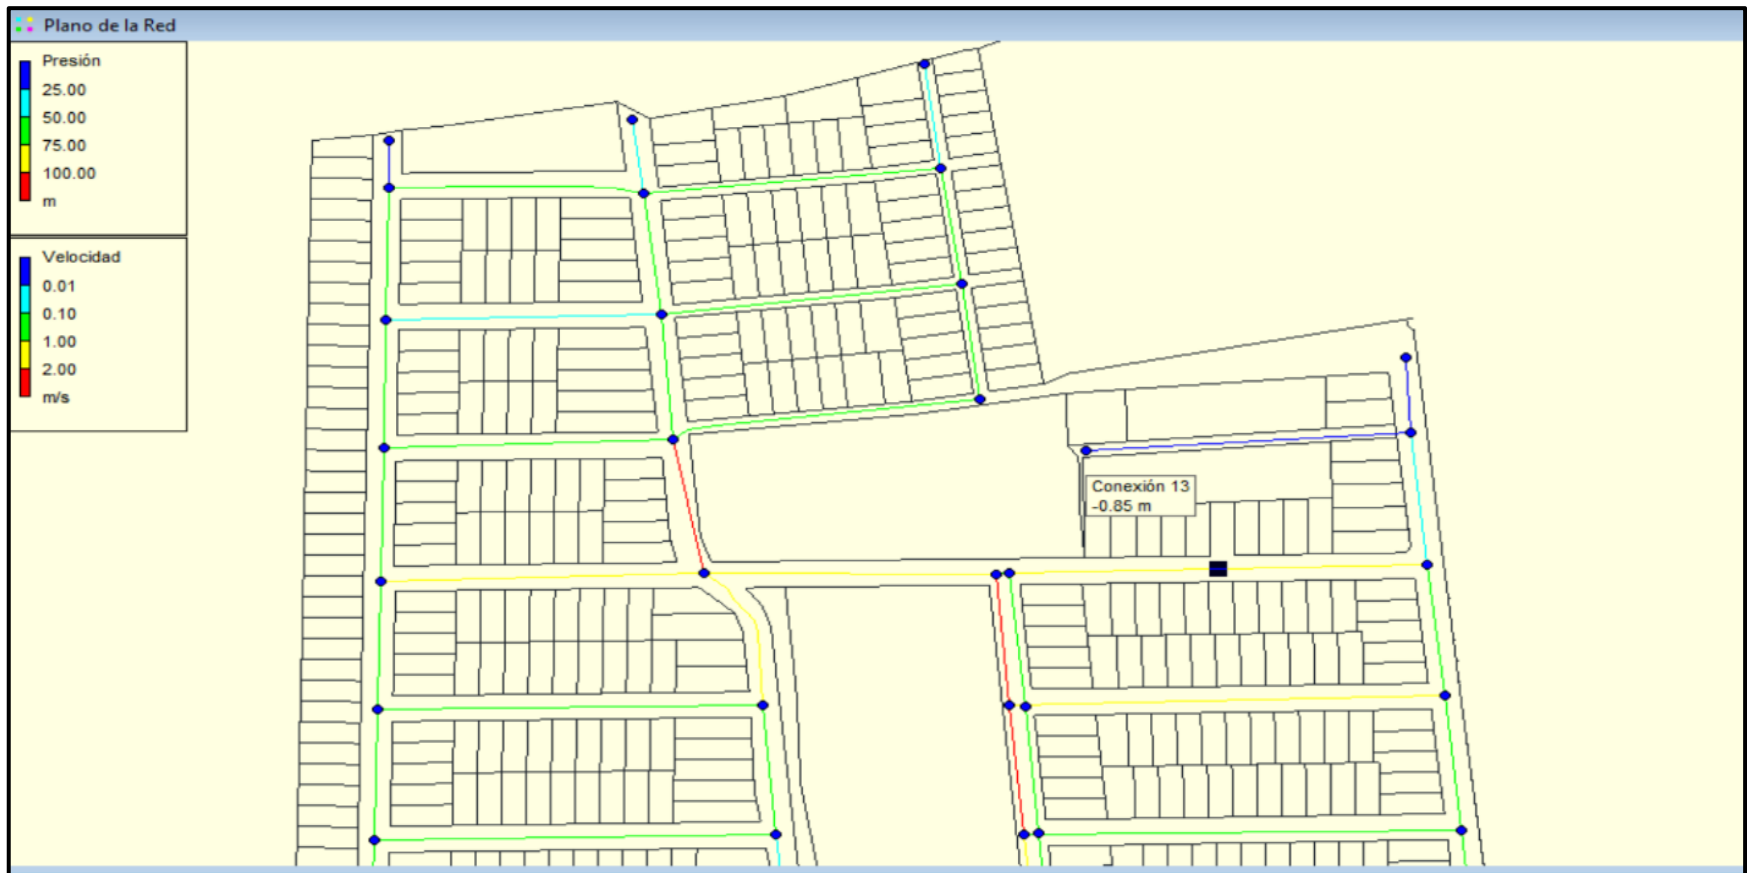 Plano de la Red
Presión
25.00
50.00
75.00
100.00
m
Velocidad
0.01
0.10
1.00
2.00
m/s
Conexión 13
-0.85 m